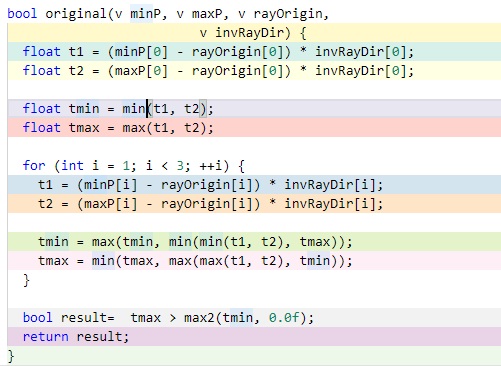 bool original(v minP, v maxP, v rayOrigin,
v invRayDir) {
float t1 = (minP[0] - rayOrigin[0]) * invRayDir[0];
float t2 = (maxP[0] - rayOrigin[0]) * invRayDir[0];
float tmin = min(t1, t2);
float tmax = max(t1, t2);
for (int i = 1; i < 3; ++i) {
t1 = (minP[i] - rayOrigin[i]) * invRayDir[i];
t2 = (maxP[i] - rayOrigin[i]) * invRayDir[i];
tmin = max(tmin, min(min(t1, t2), tmax));
tmax = min(tmax, max(max(t1, t2), tmin));
}
bool result=  tmax > max2(tmin, 0.0f);
return result;
}